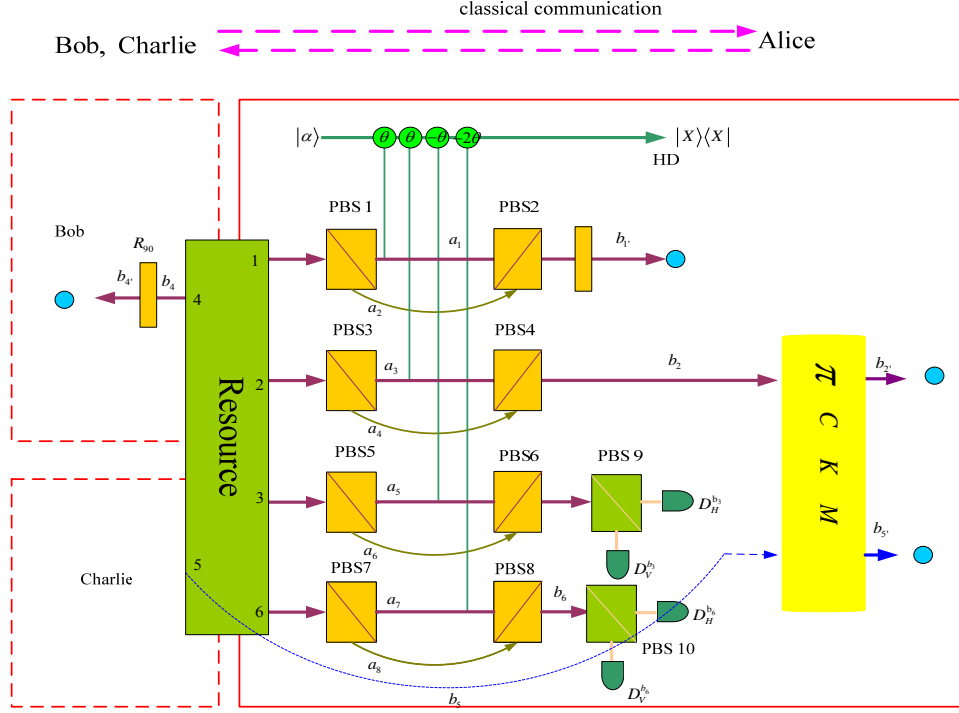 classical communication
Bob, Charlie
Alice
|α⟩
θ
θ
−θ
−2θ
|X⟩⟨X|
HD
PBS 1
PBS2
Bob
R₉₀
b₄'
b₄
4
1
a₁
a₂
b₁'
PBS3
PBS4
2
a₃
a₄
b₂
b₂'
Resource
π C K M
PBS5
PBS6
PBS 9
3
a₅
a₆
D_H^{b₃}
D_V^{b₃}
b₅'
Charlie
5
PBS7
PBS8
6
a₇
a₈
b₆
D_H^{b₆}
PBS 10
D_V^{b₆}
b₅